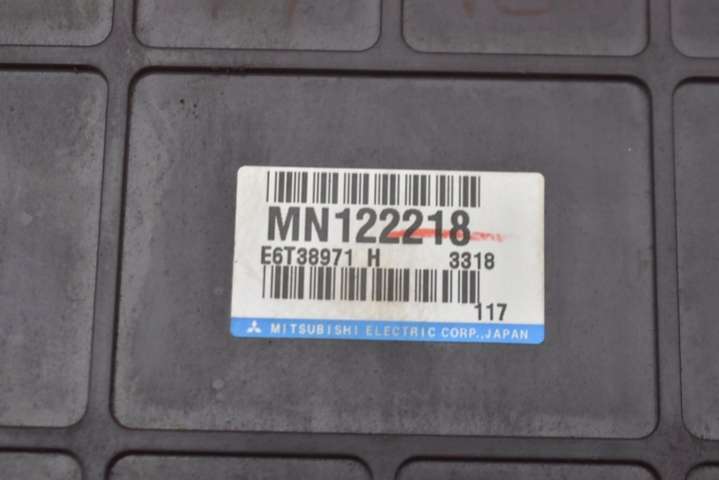 MN122218
E6T38971 H 3318
117
MITSUBISHI ELECTRIC CORP., JAPAN